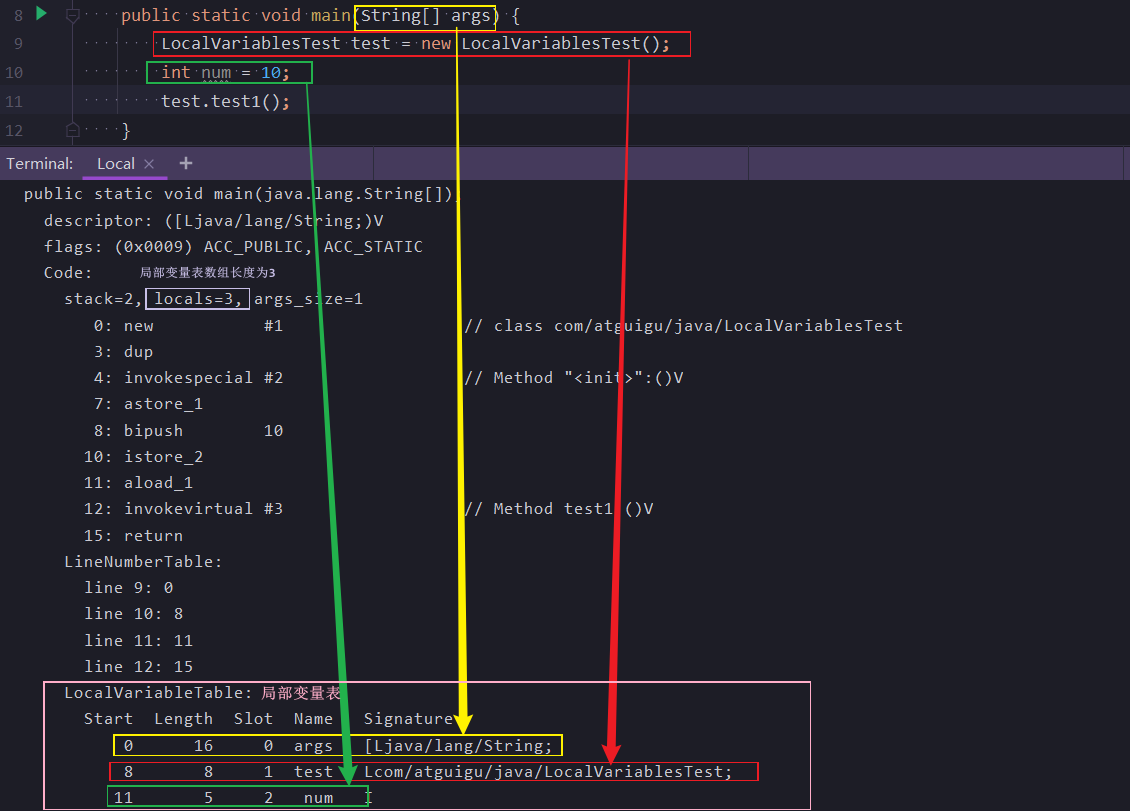 8 public static void main(String[] args) {
9 LocalVariablesTest test = new LocalVariablesTest();
10 int num = 10;
11 test.test1();
12 }
Terminal: Local × +
public static void main(java.lang.String[]);
descriptor: ([Ljava/lang/String;)V
flags: (0x0009) ACC_PUBLIC, ACC_STATIC
Code: 局部变量表数组长度为3
stack=2, locals=3, args_size=1
0: new #1 // class com/atguigu/java/LocalVariablesTest
3: dup
4: invokespecial #2 // Method "<init>":()V
7: astore_1
8: bipush 10
10: istore_2
11: aload_1
12: invokevirtual #3 // Method test1:()V
15: return
LineNumberTable:
line 9: 0
line 10: 8
line 11: 11
line 12: 15
LocalVariableTable: 局部变量表
Start Length Slot Name Signature
0 16 0 args [Ljava/lang/String;
8 8 1 test Lcom/atguigu/java/LocalVariablesTest;
11 5 2 num I